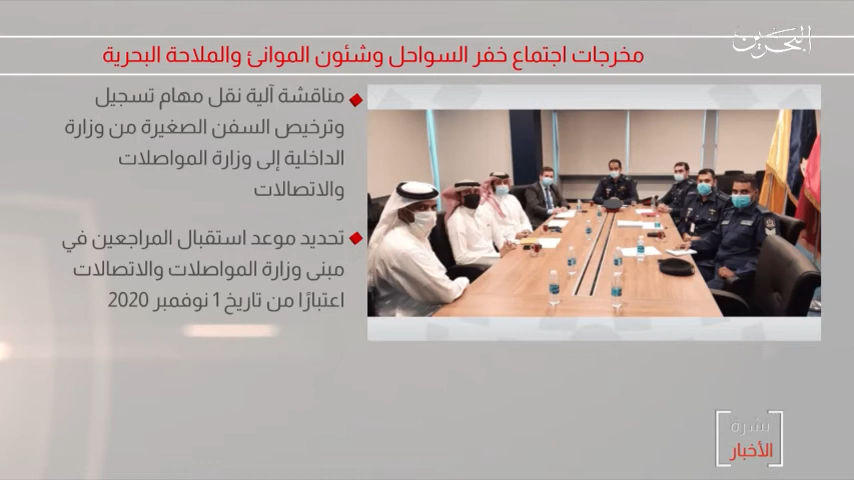 البحرين
مخرجات اجتماع خفر السواحل وشئون الموانئ والملاحة البحرية
مناقشة آلية نقل مهام تسجيل
وترخيص السفن الصغيرة من وزارة
الداخلية إلى وزارة المواصلات
والاتصالات
تحديد موعد استقبال المراجعين في
مبنى وزارة المواصلات والاتصالات
اعتبارًا من تاريخ 1 نوفمبر 2020
نشرة
الأخبار